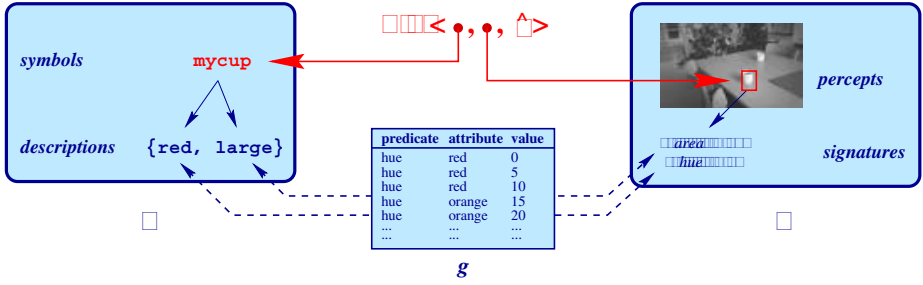 < , , ^ >
symbols
mycup
percepts
descriptions
{red, large}
area
hue
signatures
predicate attribute value
hue red 0
hue red 5
hue red 10
hue orange 15
hue orange 20
... ... ...
... ... ...
g